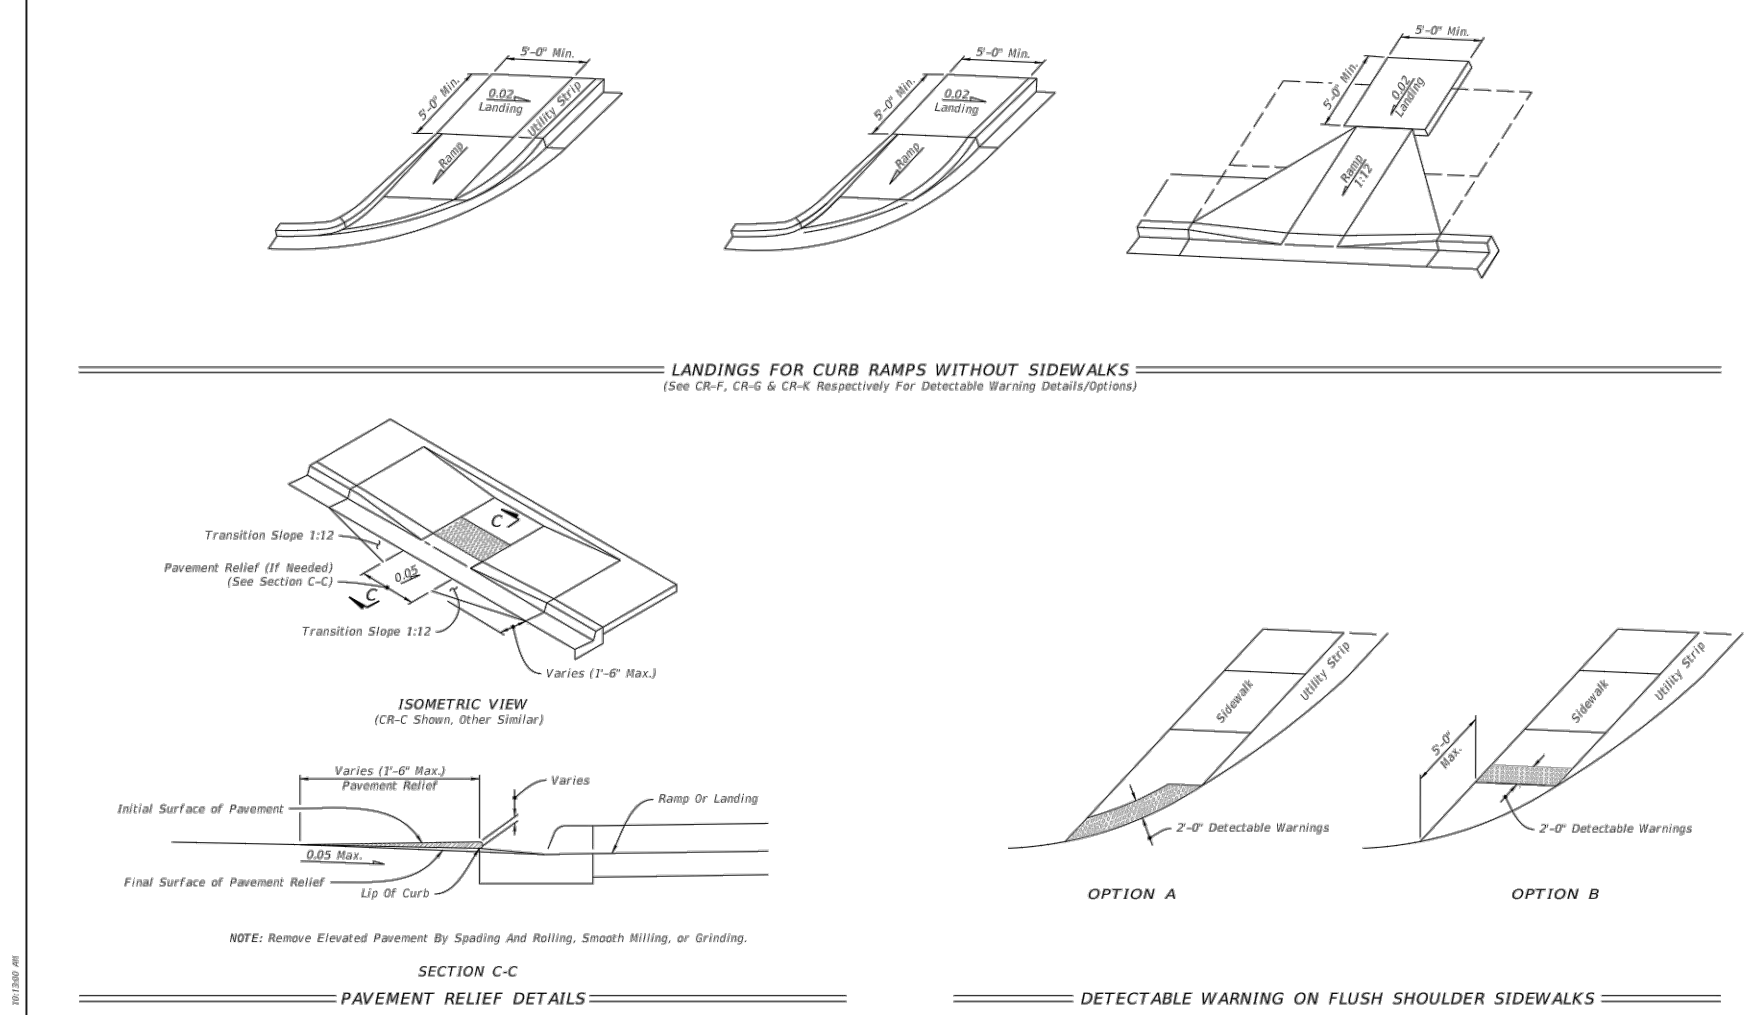 5'-0" Min.
5'-0" Min.
0.02
Landing
Utility Strip
Ramp
5'-0" Min.
5'-0" Min.
0.02
Landing
Ramp
5'-0" Min.
5'-0" Min.
0.02
Landing
Ramp
1:12
LANDINGS FOR CURB RAMPS WITHOUT SIDEWALKS
(See CR-F, CR-G & CR-K Respectively For Detectable Warning Details/Options)
C
Transition Slope 1:12
Pavement Relief (If Needed)
(See Section C-C)
0.05
C
Transition Slope 1:12
Varies (1'-6" Max.)
ISOMETRIC VIEW
(CR-C Shown, Other Similar)
Varies (1'-6" Max.)
Pavement Relief
Varies
Initial Surface of Pavement
Ramp Or Landing
0.05 Max.
Final Surface of Pavement Relief
Lip Of Curb
NOTE: Remove Elevated Pavement By Spading And Rolling, Smooth Milling, or Grinding.
SECTION C-C
PAVEMENT RELIEF DETAILS
Sidewalk
Utility Strip
2'-0" Detectable Warnings
OPTION A
5'-0"
Max.
Sidewalk
Utility Strip
2'-0" Detectable Warnings
OPTION B
DETECTABLE WARNING ON FLUSH SHOULDER SIDEWALKS
10:13:00 AM